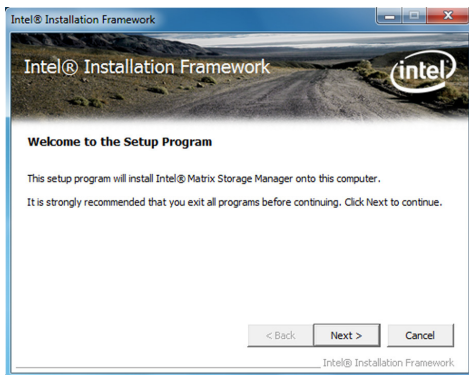 Intel® Installation Framework
Intel® Installation Framework
intel
Welcome to the Setup Program
This setup program will install Intel® Matrix Storage Manager onto this computer.
It is strongly recommended that you exit all programs before continuing. Click Next to continue.
< Back Next > Cancel
Intel® Installation Framework